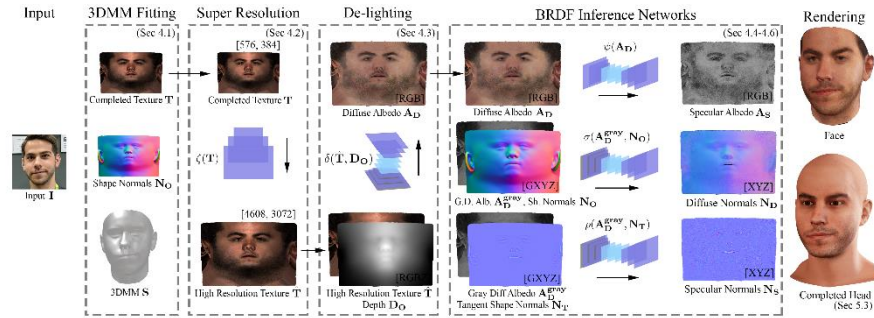 Input
3DMM Fitting
Super Resolution
De-lighting
BRDF Inference Networks
Rendering
(Sec 4.1)
(Sec 4.2)
(Sec 4.3)
(Sec 4.4-4.6)
[576, 384]
φ(A_D)
[RGB]
[RGB]
Completed Texture T
Completed Texture T
Diffuse Albedo A_D
Diffuse Albedo A_D
Specular Albedo A_S
Face
ζ(T)
δ(T̂, D_O)
σ(A_D^gray, N_O)
[GXYZ]
[XYZ]
Input I
Shape Normals N_O
G.D. Alb. A_D^gray, Sh. Normals N_O
Diffuse Normals N_D
[4608, 3072]
ρ(A_D^gray, N_T)
[RGB]
[GXYZ]
[XYZ]
3DMM S
High Resolution Texture T̂
High Resolution Texture T̂
Depth D_O
Gray Diff Albedo A_D^gray
Tangent Shape Normals N_T
Specular Normals N_S
Completed Head
(Sec 5.3)